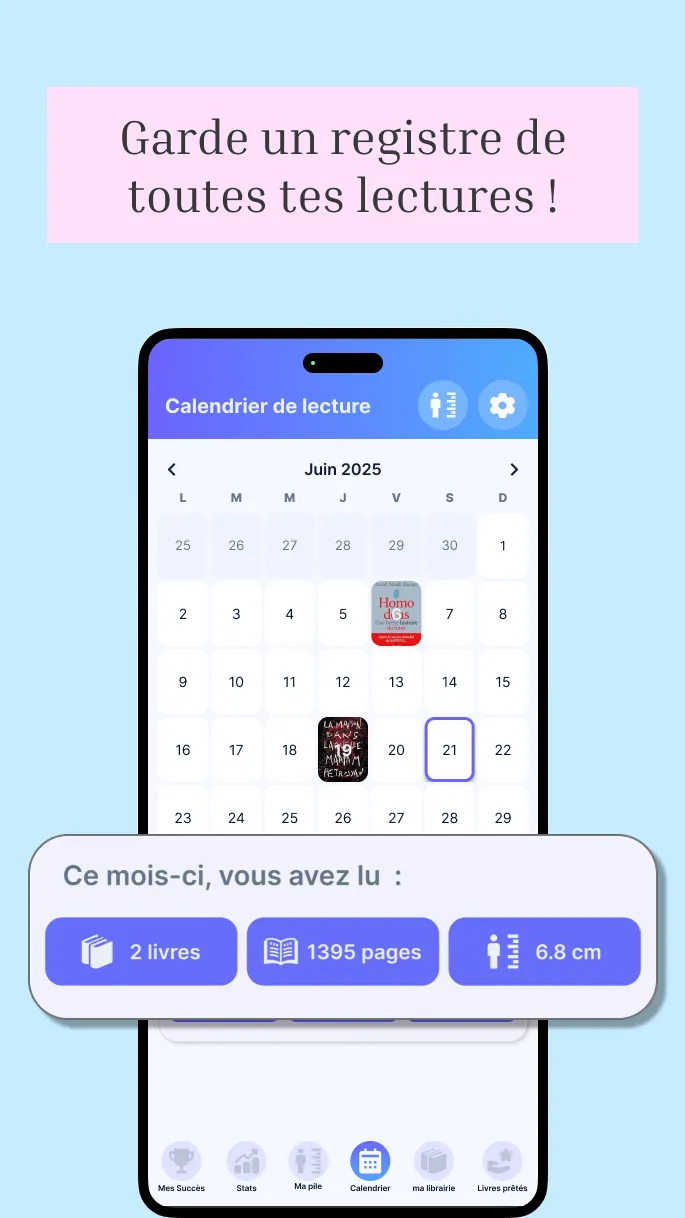 Garde un registre de
toutes tes lectures !
Calendrier de lecture
Juin 2025
L M M J V S D
25 26 27 28 29 30 1
2 3 4 5 6 7 8
Homo
deus
Une brève histoire
du futur
9 10 11 12 13 14 15
16 17 18 19 20 21 22
LA MAISON
DANS
LAQUELLE
MARIAM
PETROSYAN
23 24 25 26 27 28 29
Ce mois-ci, vous avez lu :
2 livres 1395 pages 6.8 cm
Mes Succès Stats Ma pile Calendrier ma librairie Livres prêtés